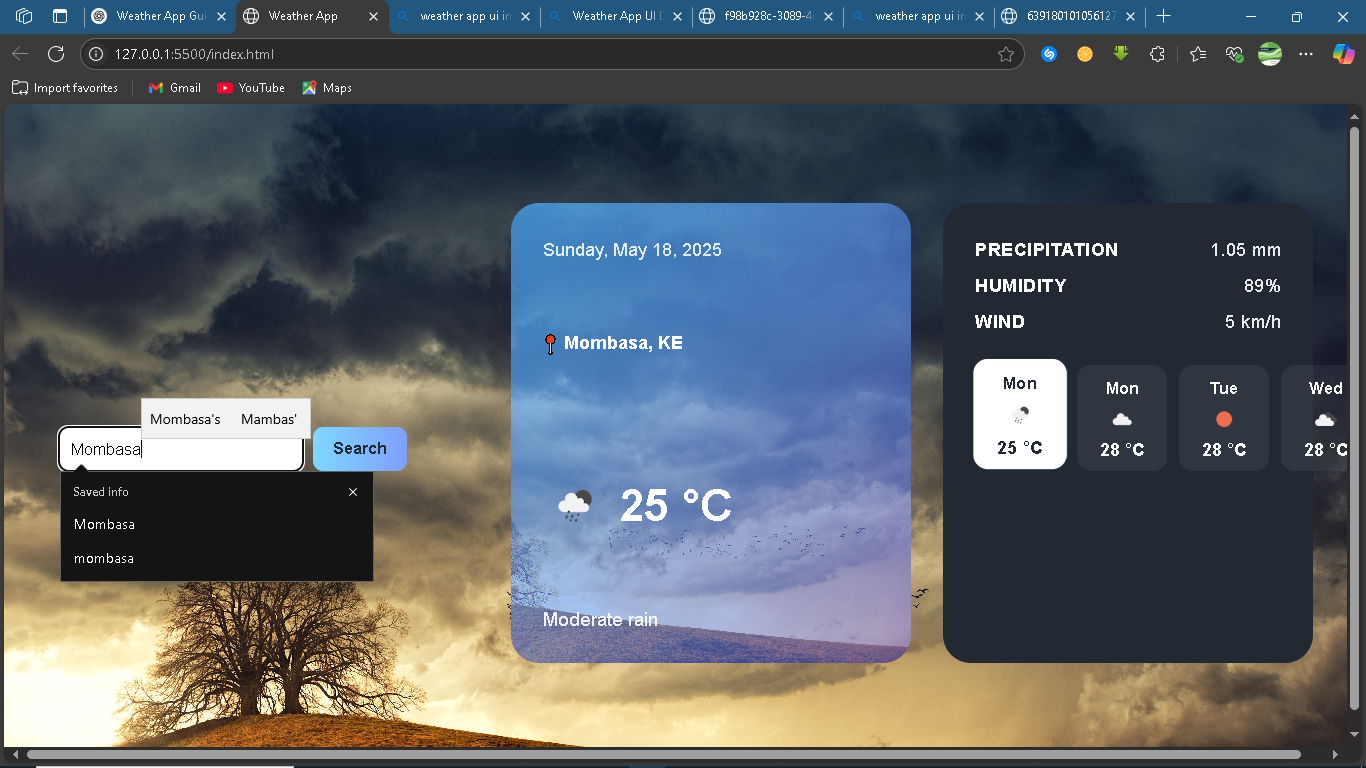 Weather App Gui
Weather App
weather app ui in
Weather App UI D
f98b928c-3089-4
weather app ui in
639180101056127
127.0.0.1:5500/index.html
Import favorites
Gmail
YouTube
Maps
Sunday, May 18, 2025
Mombasa, KE
25 °C
Moderate rain
PRECIPITATION 1.05 mm
HUMIDITY 89%
WIND 5 km/h
Mon Mon Tue Wed
25 °C 28 °C 28 °C 28 °C
Mombasa's Mambas'
Mombasa
Search
Saved info
Mombasa
mombasa